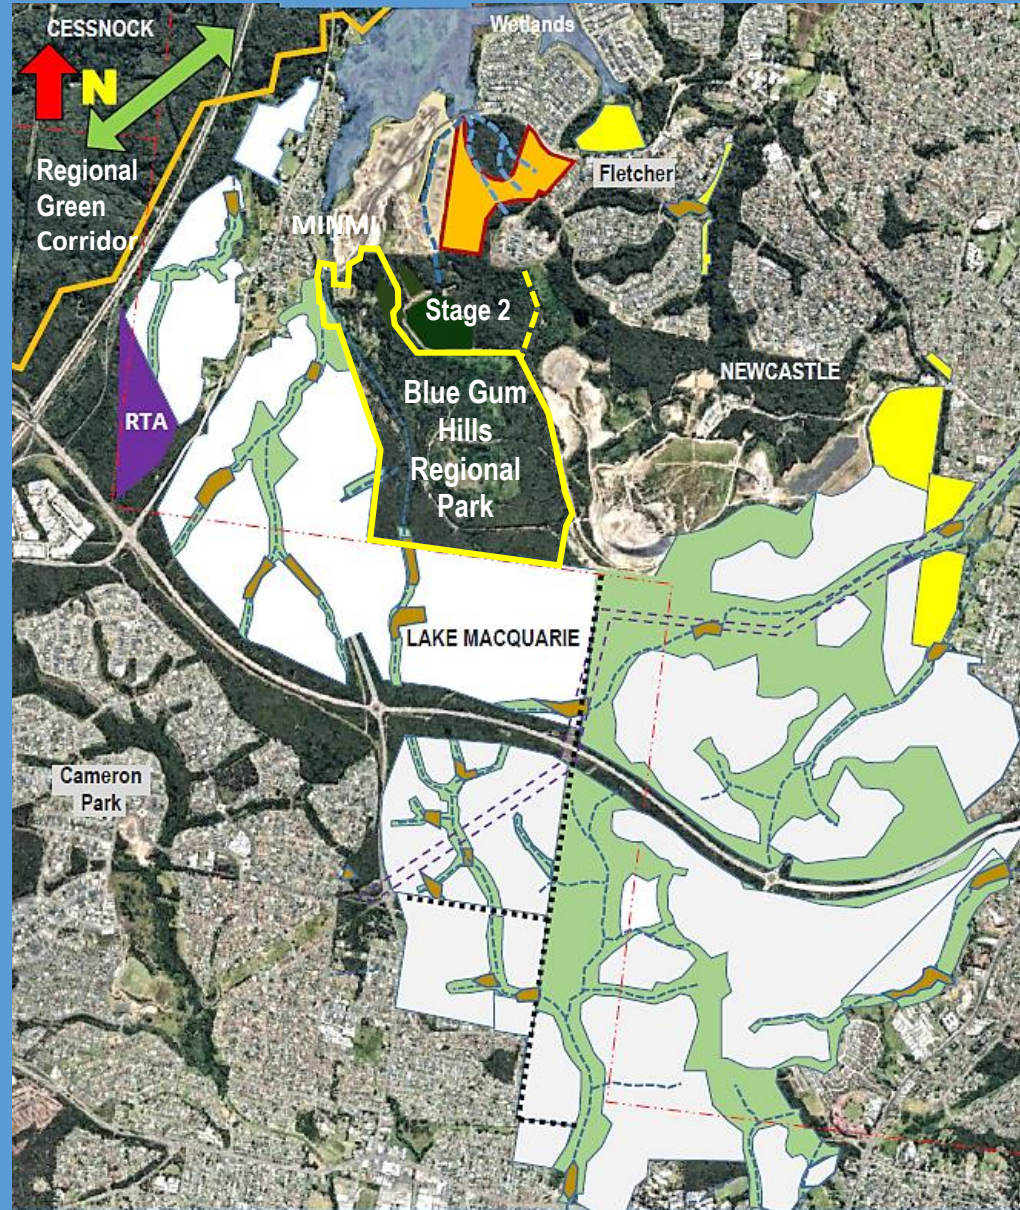 CESSNOCK
Wetlands
N
Regional
Green
Corridor
Fletcher
MINMI
Stage 2
NEWCASTLE
Blue Gum
Hills
Regional
Park
RTA
LAKE MACQUARIE
Cameron
Park